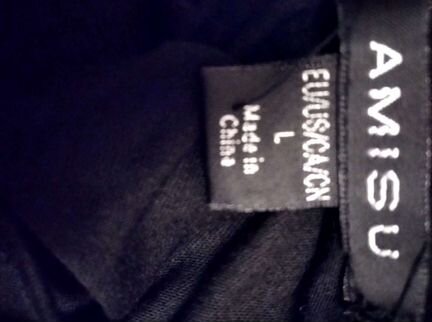 AMISU
EU/US/CA/CN
L
Made in
China